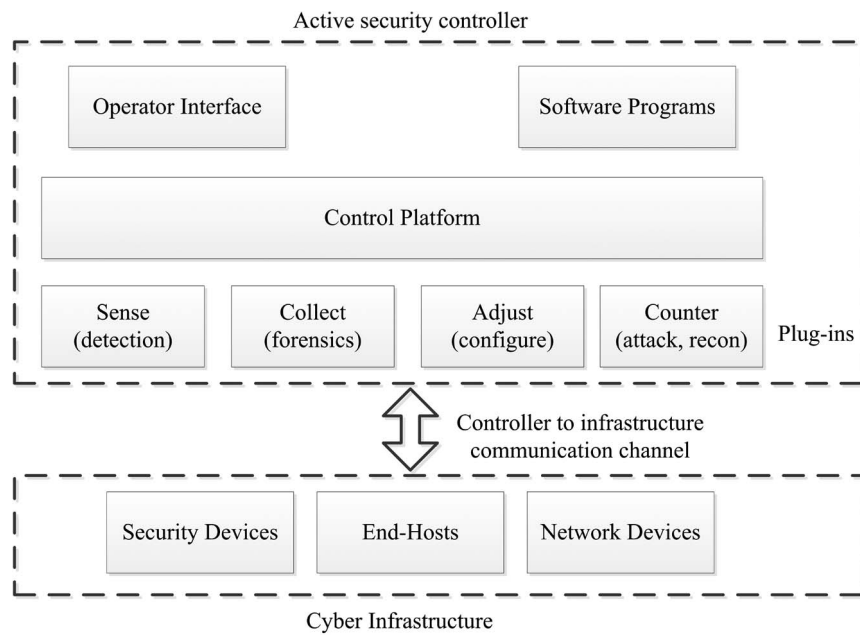 Active security controller
Operator Interface
Software Programs
Control Platform
Sense
(detection)
Collect
(forensics)
Adjust
(configure)
Counter
(attack, recon)
Plug-ins
Controller to infrastructure
communication channel
Security Devices
End-Hosts
Network Devices
Cyber Infrastructure